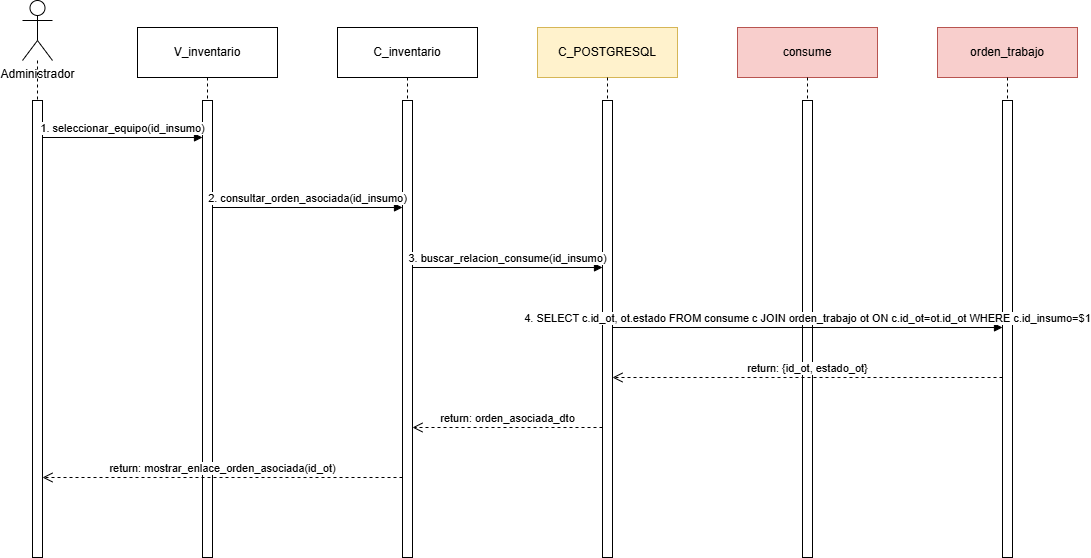 Administrador
V_inventario
C_inventario
C_POSTGRESQL
consume
orden_trabajo
1. seleccionar_equipo(id_insumo)
2. consultar_orden_asociada(id_insumo)
3. buscar_relacion_consume(id_insumo)
4. SELECT c.id_ot, ot.estado FROM consume c JOIN orden_trabajo ot ON c.id_ot=ot.id_ot WHERE c.id_insumo=$1
return: {id_ot, estado_ot}
return: orden_asociada_dto
return: mostrar_enlace_orden_asociada(id_ot)